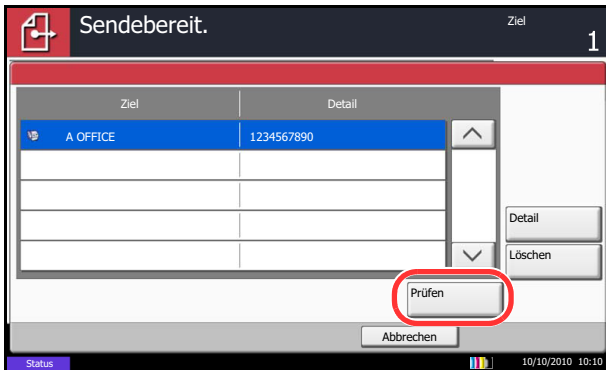 Sendebereit.
Ziel
1
Ziel Detail
A OFFICE 1234567890
Detail
Löschen
Prüfen
Abbrechen
Status 10/10/2010 10:10